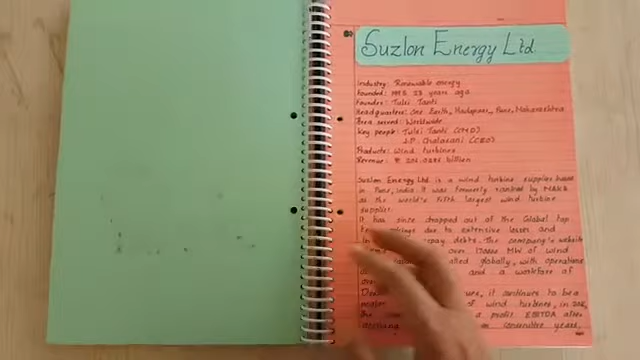 Suzlon Energy Ltd
Industry: Renewable energy
Founded: 1995 23 years ago
Founder: Tulsi Tanti
Headquarters: One Earth, Hadapsar, Pune, Maharashtra
Area served: Worldwide
Key people: Tulsi Tanti (CMD)
J.P. Chalasani (CEO)
Products: Wind turbines
Revenue: ₹ billion
Suzlon Energy Ltd. is a wind turbine supplier based
in Pune, India. It was formerly ranked by MAKE
as the world's fifth largest wind turbine
supplier.
It has since dropped out of the Global top
due to extensive losses, and
repay debts. The company's website
over MW of wind
globally, with operations
and a workforce of
it continues to be a
of wind turbines, in
a profit EBITDA after
consecutive years.